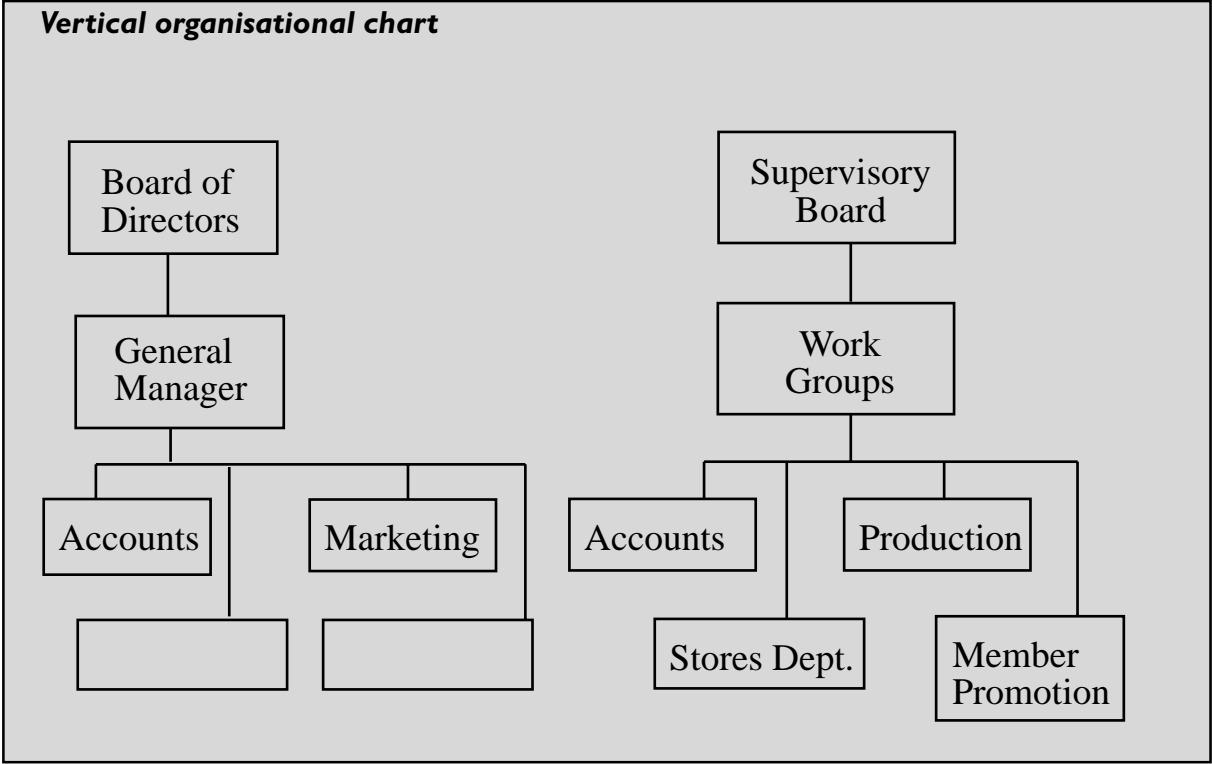 Vertical organisational chart
Board of
Directors
General
Manager
Accounts
Marketing
Supervisory
Board
Work
Groups
Accounts
Production
Stores Dept.
Member
Promotion